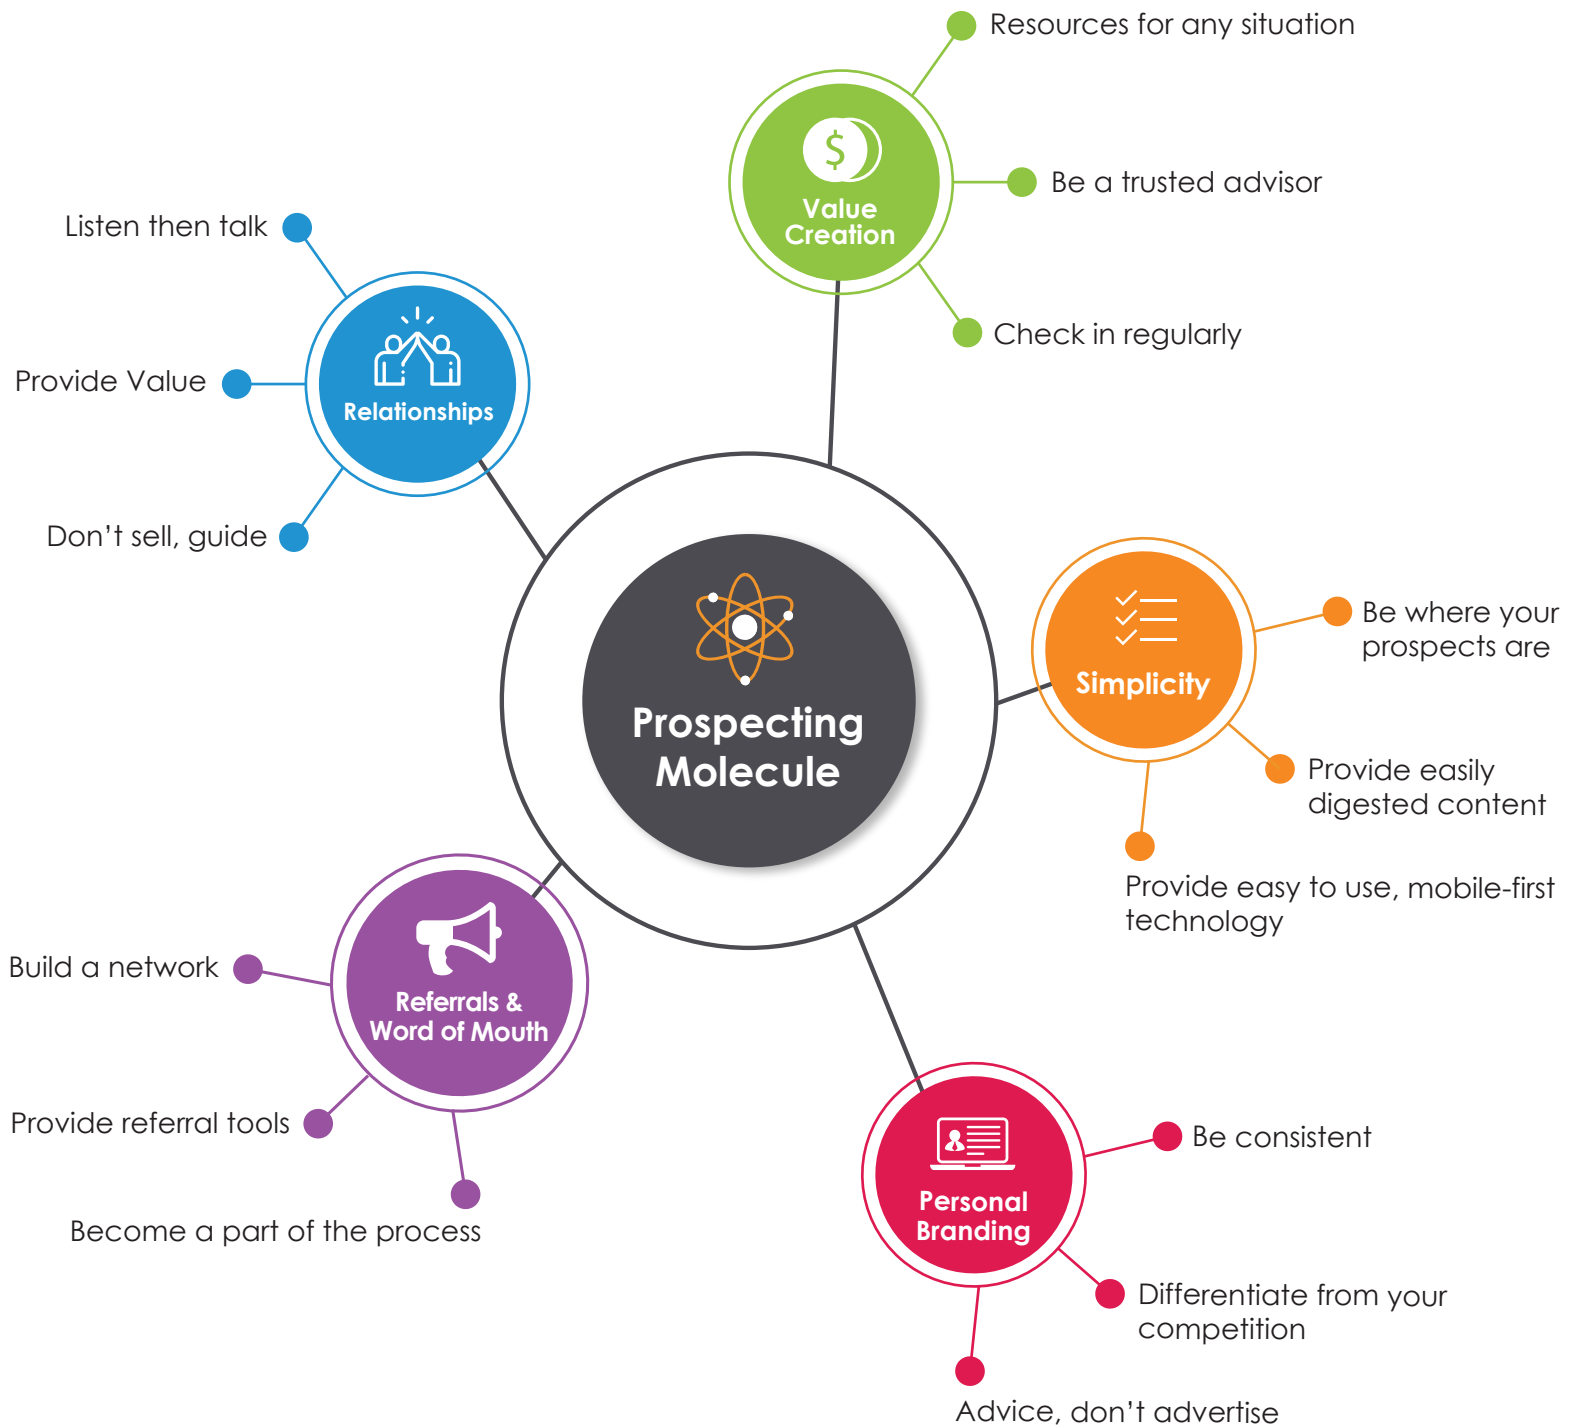 Resources for any situation
$
Value
Creation
Be a trusted advisor
Check in regularly
Listen then talk
Provide Value
Relationships
Don't sell, guide
Prospecting
Molecule
Simplicity
Be where your
prospects are
Provide easily
digested content
Provide easy to use, mobile-first
technology
Build a network
Referrals &
Word of Mouth
Provide referral tools
Become a part of the process
Personal
Branding
Be consistent
Differentiate from your
competition
Advice, don't advertise